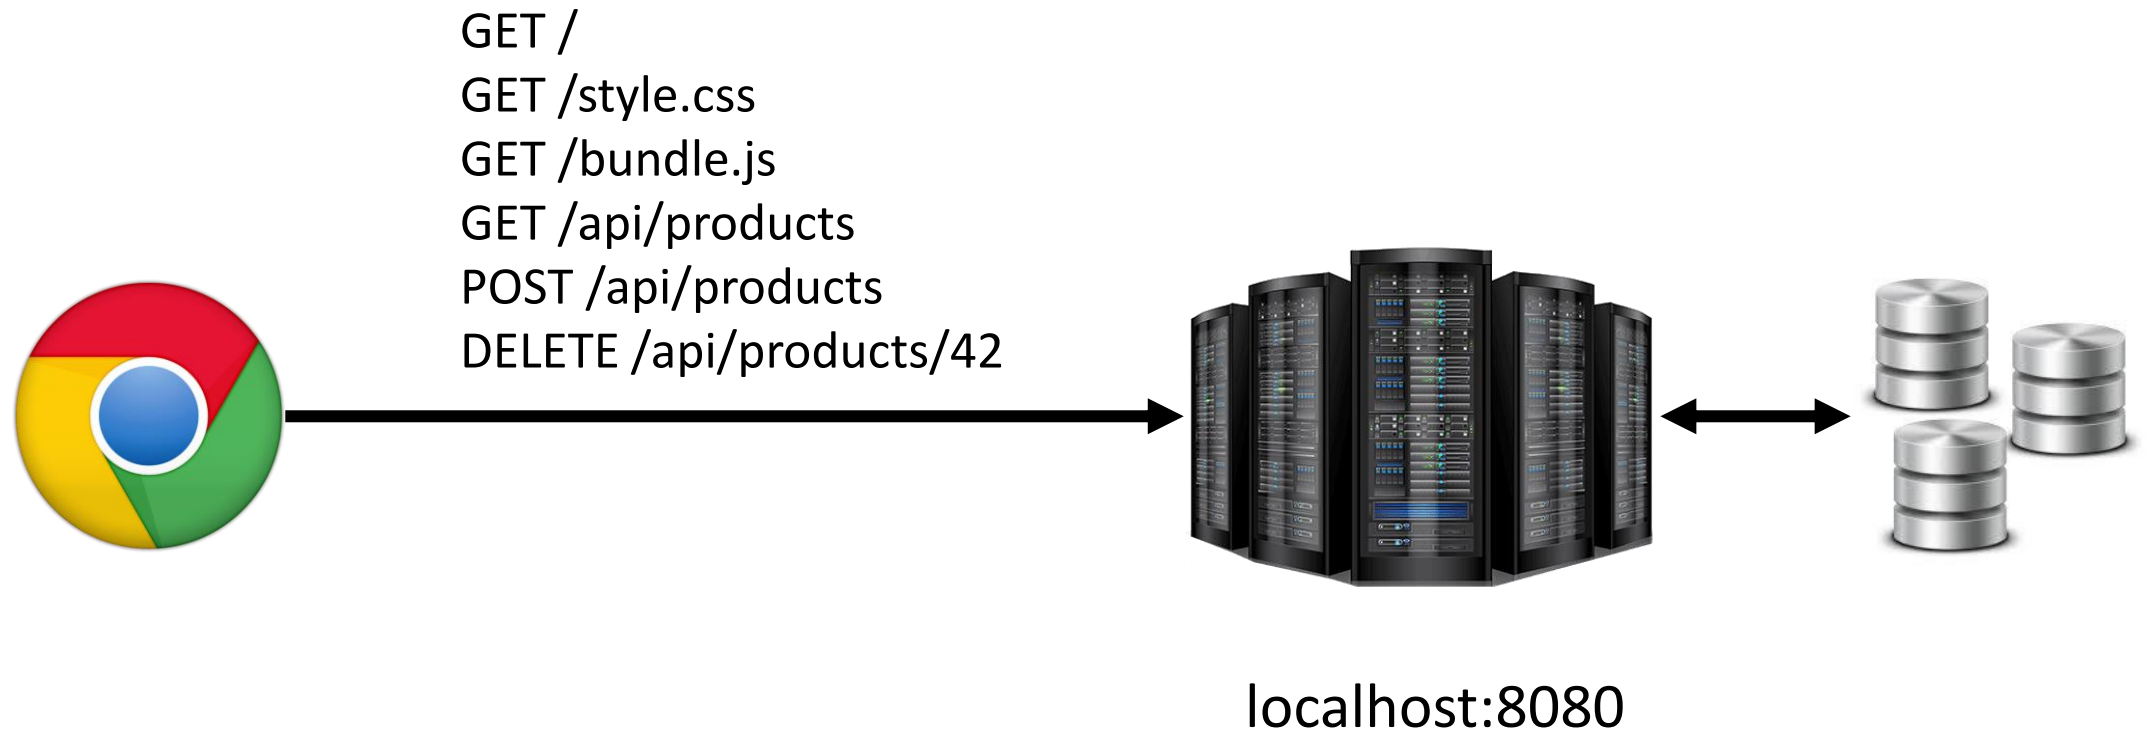 GET /
GET /style.css
GET /bundle.js
GET /api/products
POST /api/products
DELETE /api/products/42
localhost:8080